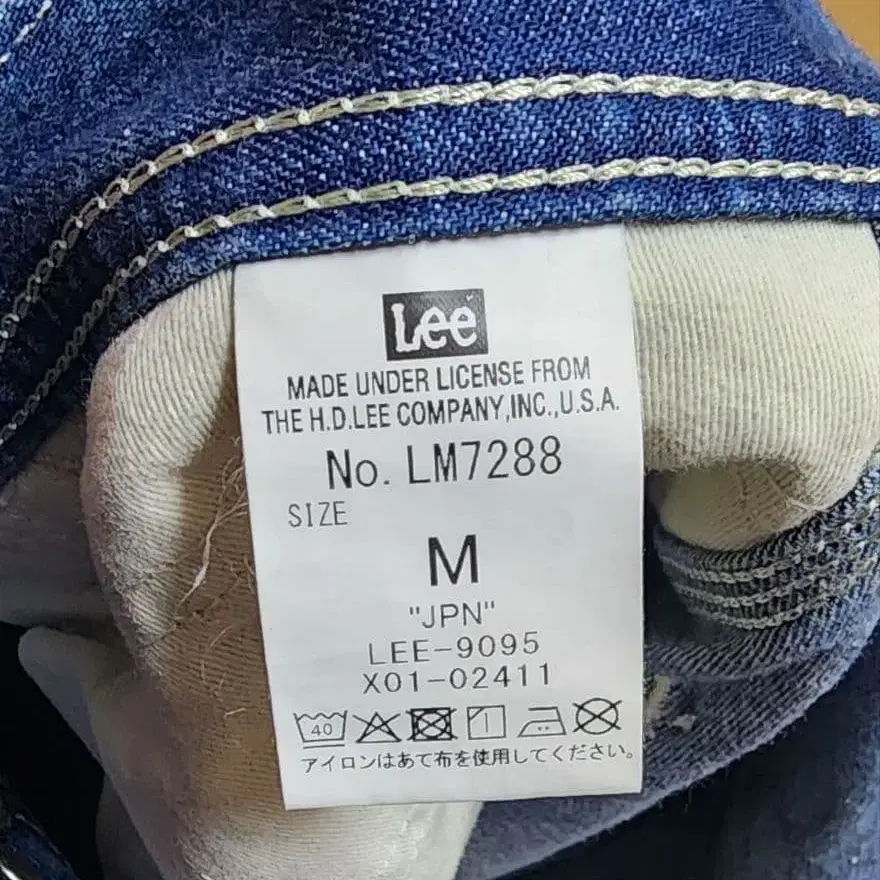 Lee
MADE UNDER LICENSE FROM
THE H.D.LEE COMPANY,INC.,U.S.A.
No. LM7288
SIZE
M
"JPN"
LEE-9095
X01-02411
40
アイロンはあて布を使用してください。